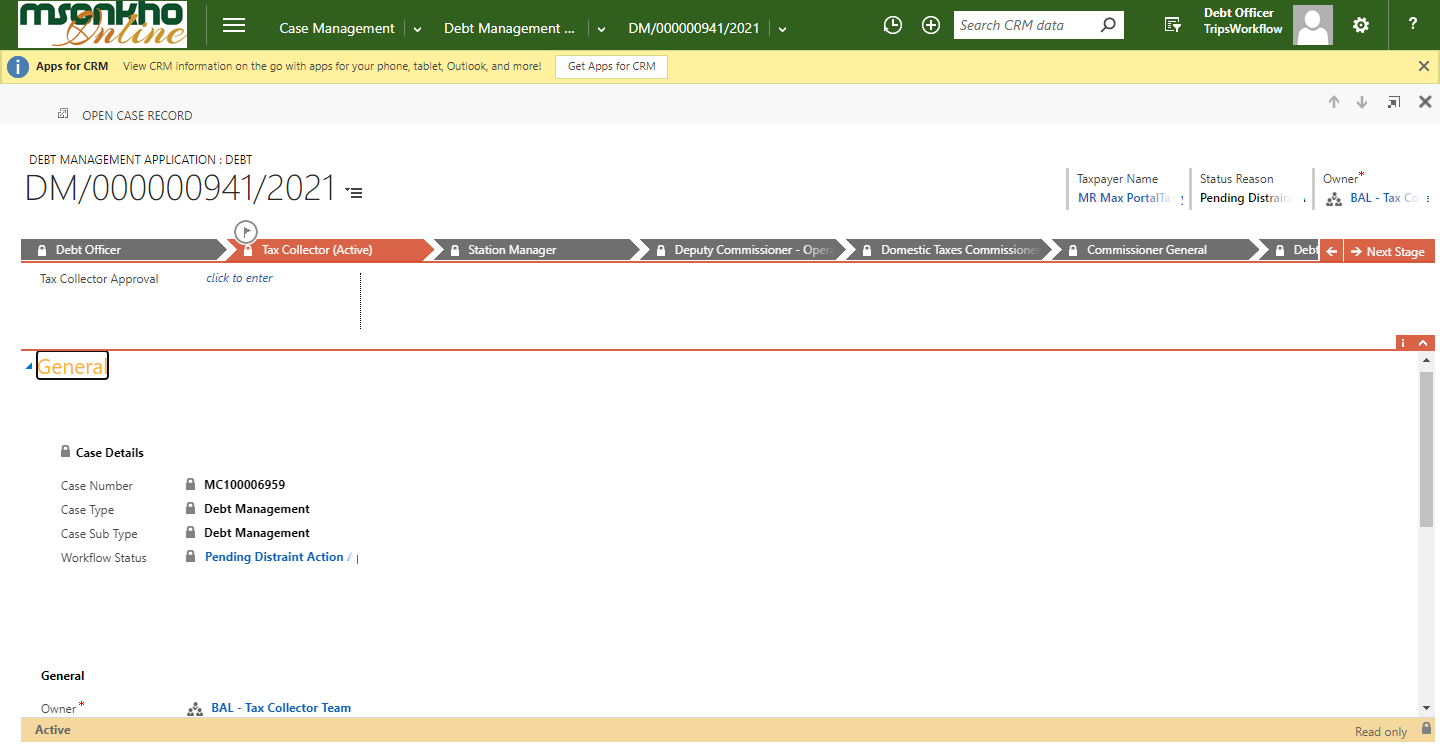 msonkho
Online
Case Management
Debt Management ...
DM/000000941/2021
Search CRM data
Debt Officer
TripsWorkflow
?
i
Apps for CRM
View CRM information on the go with apps for your phone, tablet, Outlook, and more!
Get Apps for CRM
OPEN CASE RECORD
DEBT MANAGEMENT APPLICATION : DEBT
DM/000000941/2021
Taxpayer Name
MR Max PortalTa
Status Reason
Pending Distrain
Owner*
BAL - Tax Co
Debt Officer
Tax Collector (Active)
Station Manager
Deputy Commissioner - Oper
Domestic Taxes Commissione
Commissioner General
Deb
Next Stage
Tax Collector Approval
click to enter
i
General
Case Details
Case Number
MC100006959
Case Type
Debt Management
Case Sub Type
Debt Management
Workflow Status
Pending Distraint Action
General
Owner*
BAL - Tax Collector Team
Active
Read only